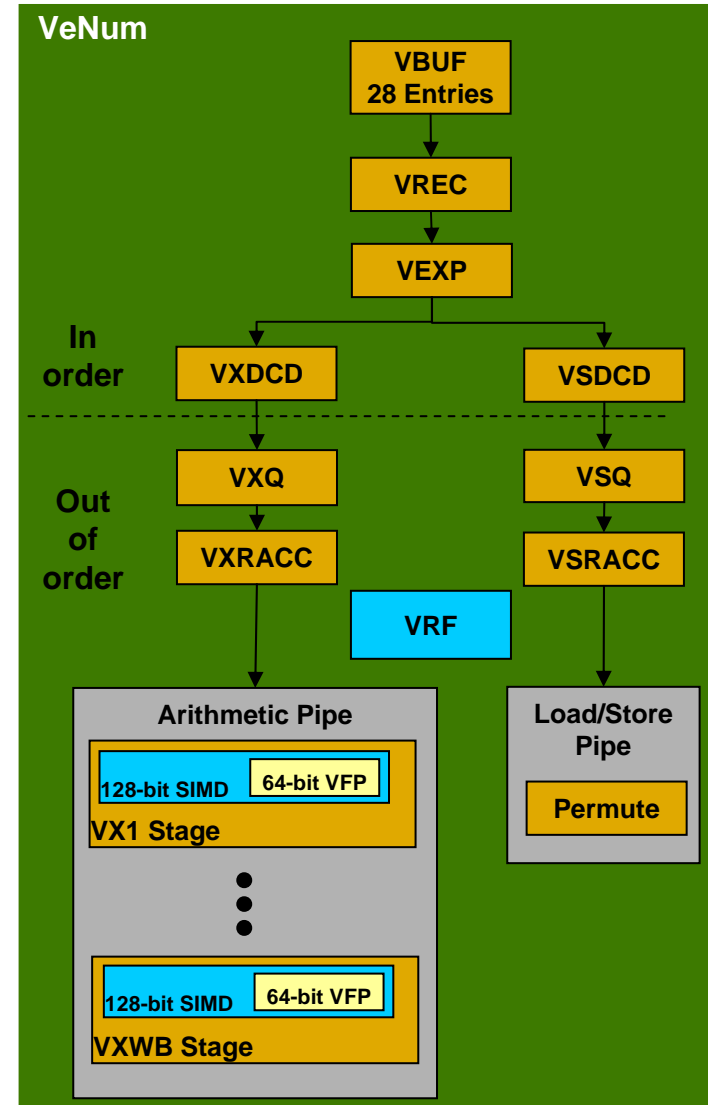 VeNum
VBUF
28 Entries
VREC
VEXP
In
order
VXDCD
VSDCD
Out
of
order
VXQ
VSQ
VXRACC
VSRACC
VRF
Arithmetic Pipe
128-bit SIMD
64-bit VFP
VX1 Stage
128-bit SIMD
64-bit VFP
VXWB Stage
Load/Store
Pipe
Permute